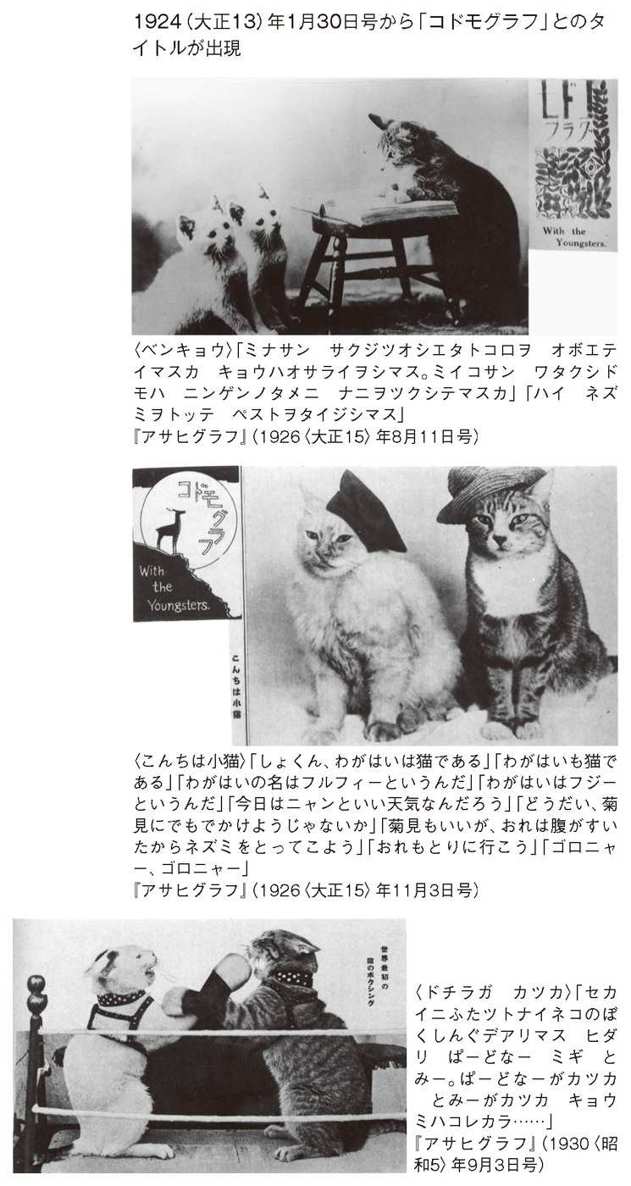 1924（大正13）年1月30日号から「コドモグラフ」とのタ
イトルが出現
コドモ
グラフ
With the
Youngsters.
〈ベンキョウ〉「ミナサン　サクジツオシエタトコロヲ　オボエテ
イマスカ　キョウハオサライヲシマス。ミイコサン　ワタクシド
モハ　ニンゲンノタメニ　ナニヲツクシテマスカ」「ハイ　ネズ
ミヲトッテ　ペストヲタイジシマス」
『アサヒグラフ』（1926〈大正15〉年8月11日号）
コドモグラフ
With
the
Youngsters.
こんちは小猫
〈こんちは小猫〉「しょくん、わがはいは猫である」「わがはいも猫で
ある」「わがはいの名はフルフィーというんだ」「わがはいはフジー
というんだ」「今日はニャンといい天気なんだろう」「どうだい、菊
見にでもでかけようじゃないか」「菊見もいいが、おれは腹がすい
たからネズミをとってこよう」「おれもとりに行こう」「ゴロニャ
ー、ゴロニャー」
『アサヒグラフ』（1926〈大正15〉年11月3日号）
世界最初の
猫のボクシング
〈ドチラガ　カツカ〉「セカ
イニふたツトナイネコのぼ
くしんぐデアリマス　ヒダ
リ　ぱーどなー　ミギ　と
みー。ぱーどなーがカツカ
　とみーがカツカ　キョウ
ミハコレカラ……」
『アサヒグラフ』（1930〈昭
和5〉年9月3日号）